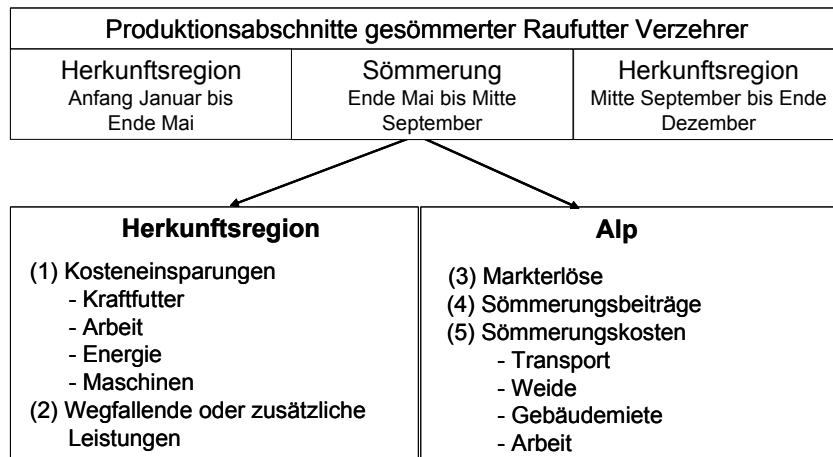 Produktionsabschnitte gesömmerter Raufutter Verzehrer
Herkunftsregion
Anfang Januar bis
Ende Mai
Sömmerung
Ende Mai bis Mitte
September
Herkunftsregion
Mitte September bis Ende
Dezember
Herkunftsregion
(1) Kosteneinsparungen
- Kraftfutter
- Arbeit
- Energie
- Maschinen
(2) Wegfallende oder zusätzliche
Leistungen
Alp
(3) Markterlöse
(4) Sömmerungsbeiträge
(5) Sömmerungskosten
- Transport
- Weide
- Gebäudemiete
- Arbeit